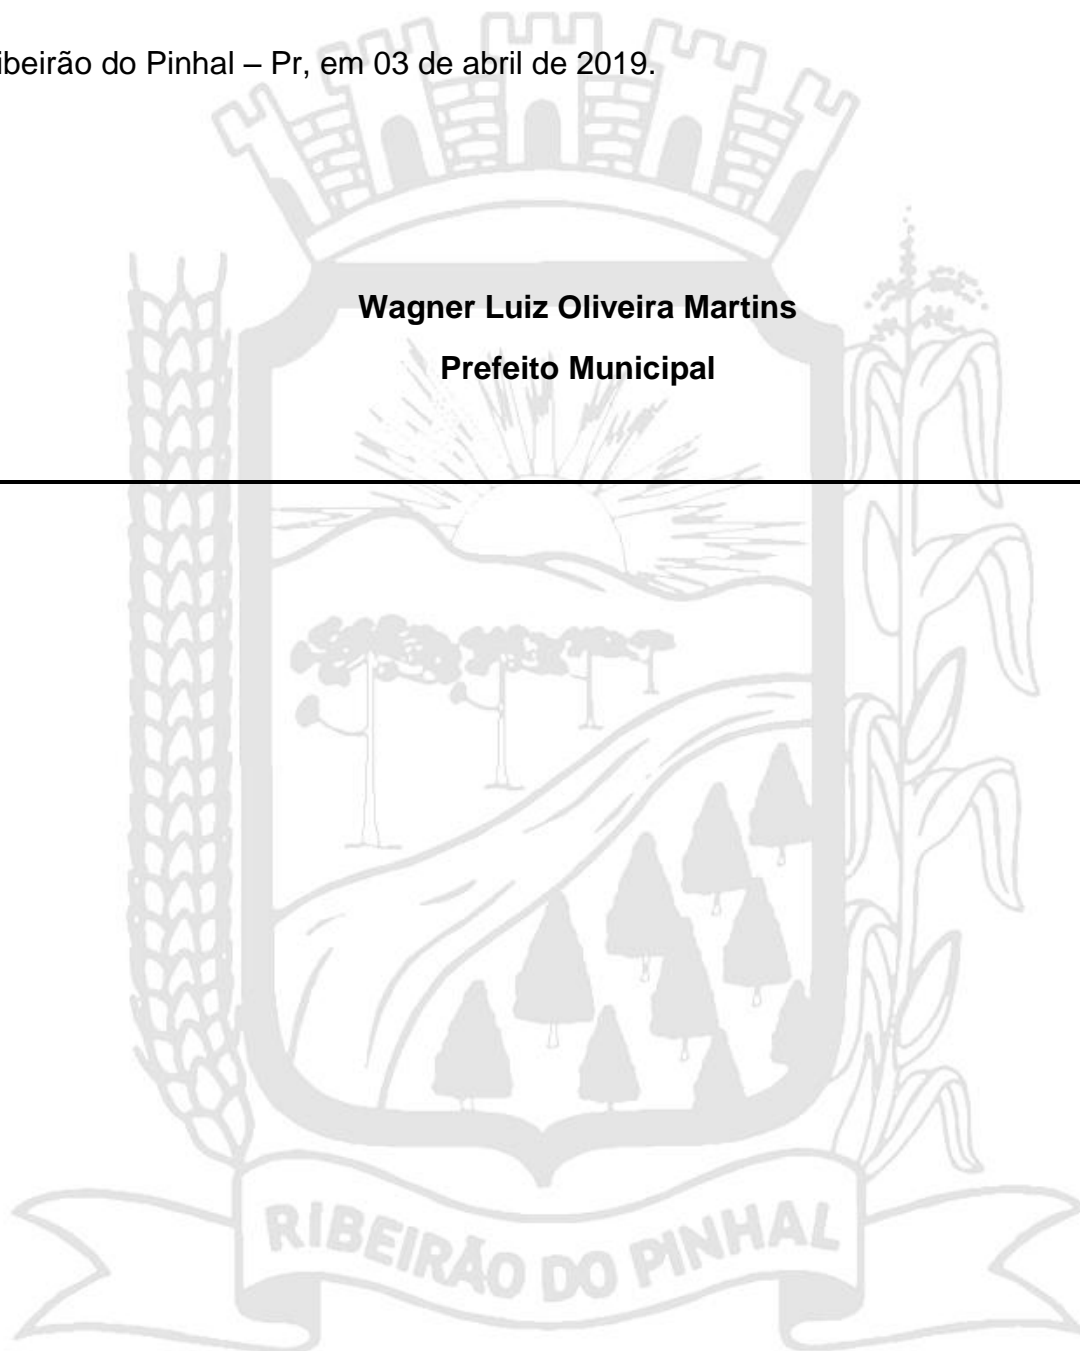 ibeirão do Pinhal – Pr, em 03 de abril de 2019.
Wagner Luiz Oliveira Martins
Prefeito Municipal
RIBEIRÃO DO PINHAL